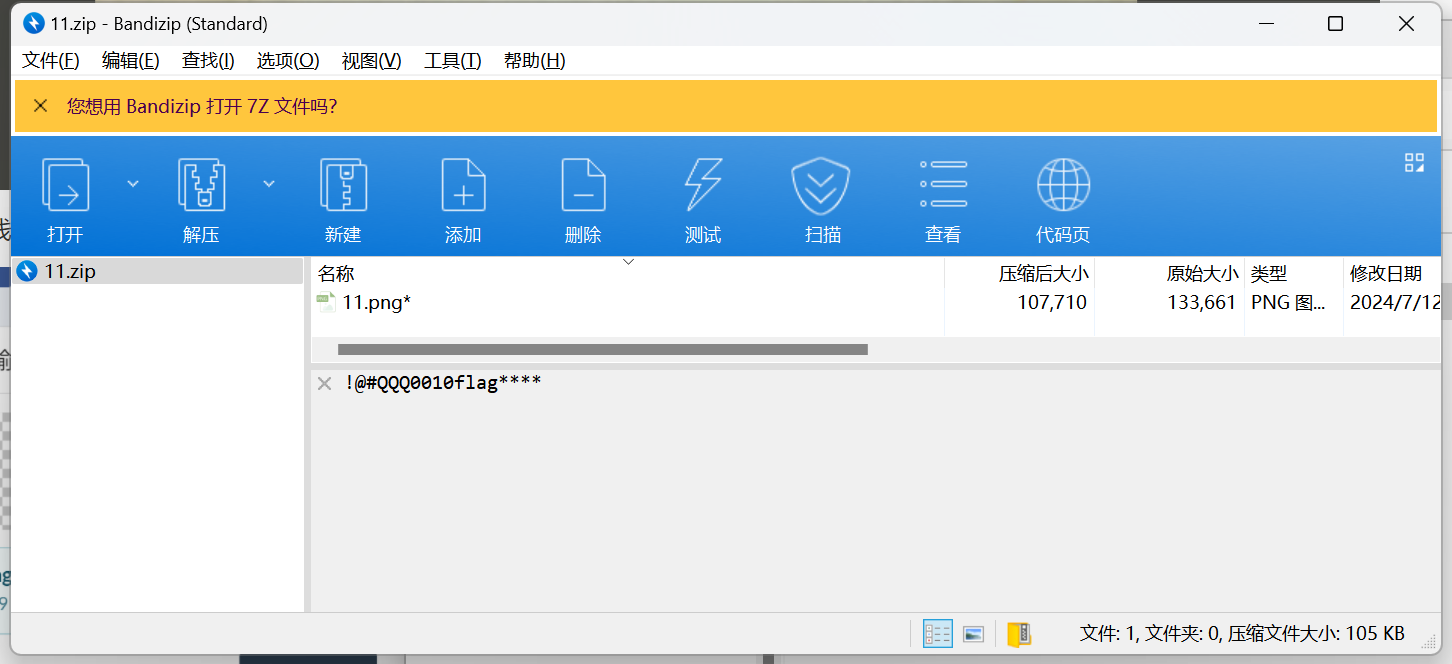 11.zip - Bandizip (Standard)
文件(F) 编辑(E) 查找(I) 选项(O) 视图(V) 工具(T) 帮助(H)
您想用 Bandizip 打开 7Z 文件吗?
打开 解压 新建 添加 删除 测试 扫描 查看 代码页
11.zip
名称 压缩后大小 原始大小 类型 修改日期
11.png* 107,710 133,661 PNG 图... 2024/7/12
!@#QQQ0010flag****
文件: 1, 文件夹: 0, 压缩文件大小: 105 KB